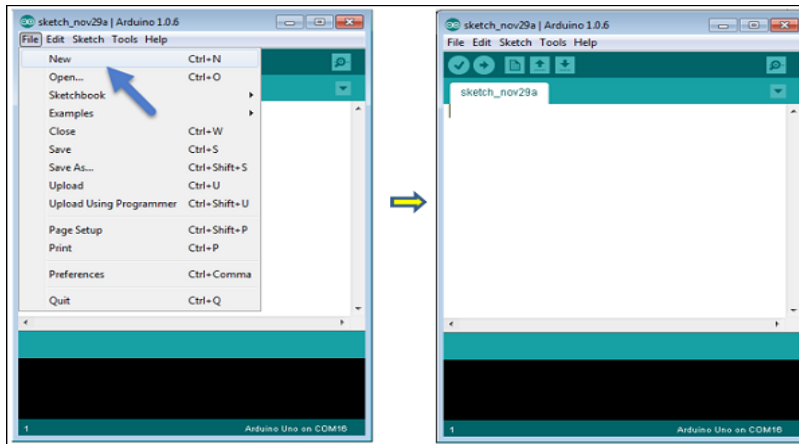 sketch_nov29a | Arduino 1.0.6
File Edit Sketch Tools Help
New Ctrl+N
Open... Ctrl+O
Sketchbook
Examples
Close Ctrl+W
Save Ctrl+S
Save As... Ctrl+Shift+S
Upload Ctrl+U
Upload Using Programmer Ctrl+Shift+U
Page Setup Ctrl+Shift+P
Print Ctrl+P
Preferences Ctrl+Comma
Quit Ctrl+Q
1 Arduino Uno on COM16
sketch_nov29a | Arduino 1.0.6
File Edit Sketch Tools Help
sketch_nov29a
1 Arduino Uno on COM16